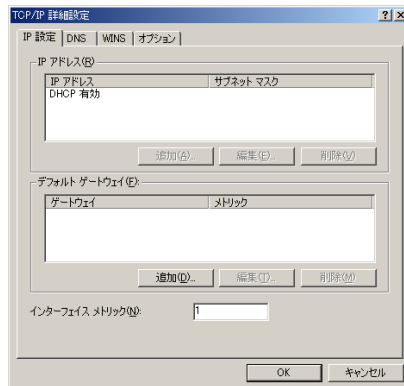 TCP/IP 詳細設定
IP 設定 DNS WINS オプション
IP アドレス(R)
IP アドレス サブネット マスク
DHCP 有効
追加(A)... 編集(E)... 削除(V)
デフォルト ゲートウェイ(F):
ゲートウェイ メトリック
追加(D)... 編集(T)... 削除(M)
インターフェイス メトリック(N): 1
OK キャンセル